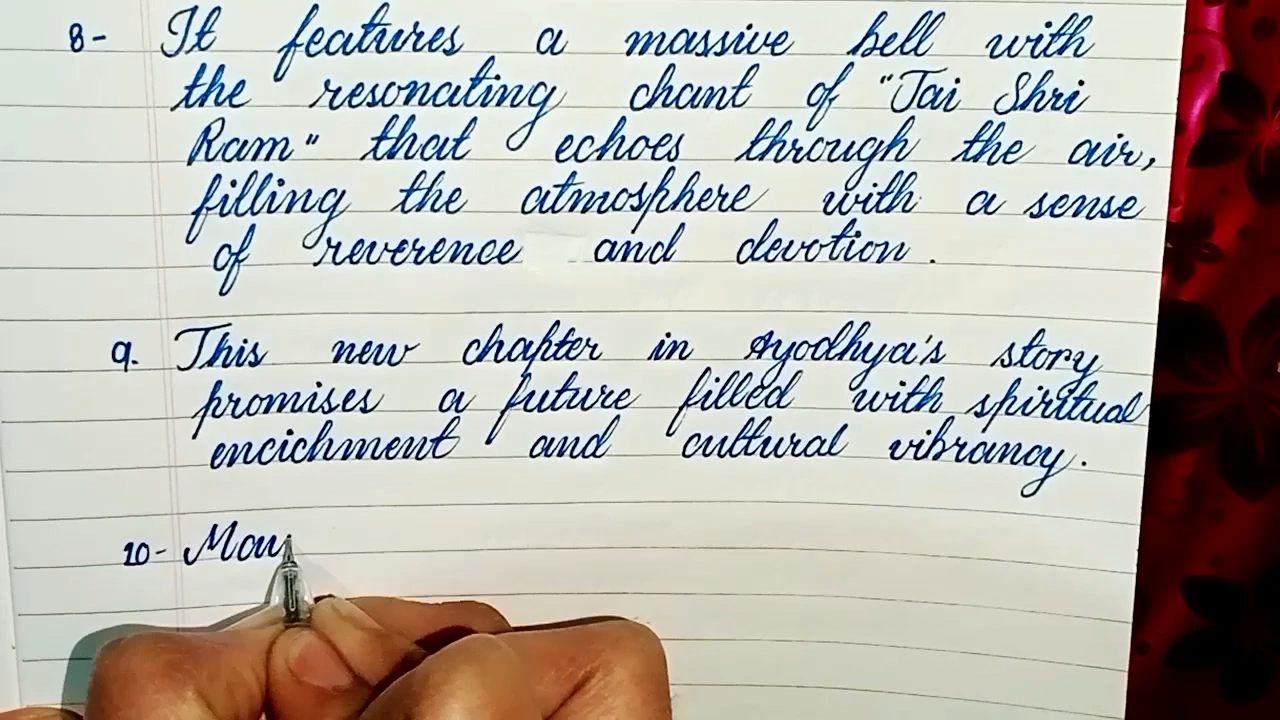 8- It features a massive bell with
the resonating chant of "Jai Shri
Ram" that echoes through the air,
filling the atmosphere with a sense
of reverence and devotion.
9. This new chapter in Ayodhya's story
promises a future filled with spiritual
encichment and cultural vibrancy.
10-